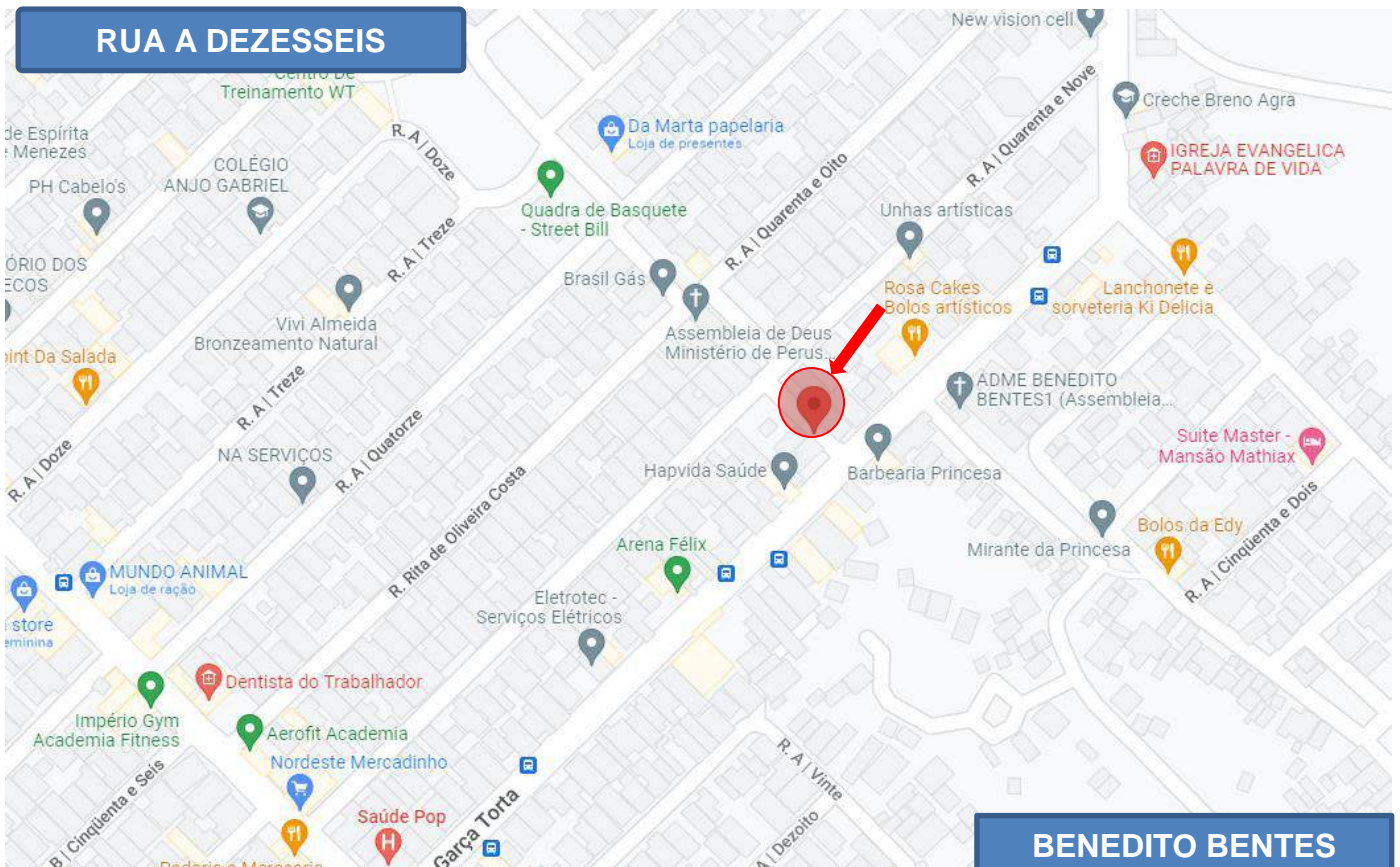 RUA A DEZESSEIS
New vision cell
Centro De
Treinamento WT
R. A | Quarenta e Nove
Creche Breno Agra
de Espírita
Menezes
Da Marta papelaria
Loja de presentes
R. A | Doze
IGREJA EVANGELICA
PALAVRA DE VIDA
COLÉGIO
ANJO GABRIEL
PH Cabelo's
R. A | Quarenta e Oito
Quadra de Basquete
- Street Bill
Unhas artísticas
R. A | Treze
ÓRIO DOS
ECOS
Brasil Gás
Rosa Cakes
Bolos artísticos
Lanchonete e
sorveteria Ki Delicia
Vivi Almeida
Bronzeamento Natural
Assembleia de Deus
Ministério de Perus...
oint Da Salada
R. A | Treze
ADME BENEDITO
BENTES1 (Assembleia...
Suite Master -
Mansão Mathiax
R. A | Doze
NA SERVIÇOS
R. A | Quatorze
Hapvida Saúde
Barbearia Princesa
R. Rita de Oliveira Costa
Arena Félix
Mirante da Princesa
Bolos da Edy
R. A | Cinqüenta e Dois
MUNDO ANIMAL
Loja de ração
store
eminina
Eletrotec -
Serviços Elétricos
Dentista do Trabalhador
Império Gym
Academia Fitness
Aerofit Academia
Nordeste Mercadinho
R. A | Vinte
B | Cinqüenta e Seis
Saúde Pop
Garça Torta
A | Dezoito
BENEDITO BENTES